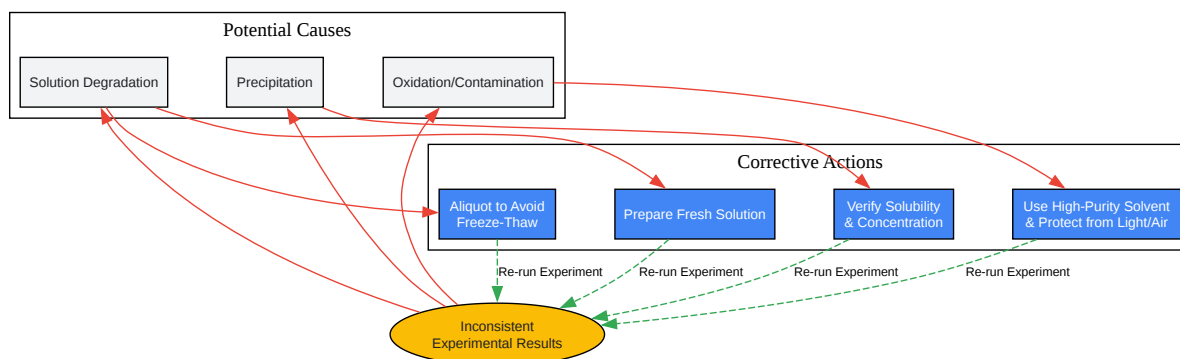 Potential Causes
Solution Degradation
Precipitation
Oxidation/Contamination
Corrective Actions
Aliquot to Avoid
Freeze-Thaw
Prepare Fresh Solution
Verify Solubility
& Concentration
Use High-Purity Solvent
& Protect from Light/Air
Re-run Experiment
Re-run Experiment
Re-run Experiment
Re-run Experiment
Inconsistent
Experimental Results